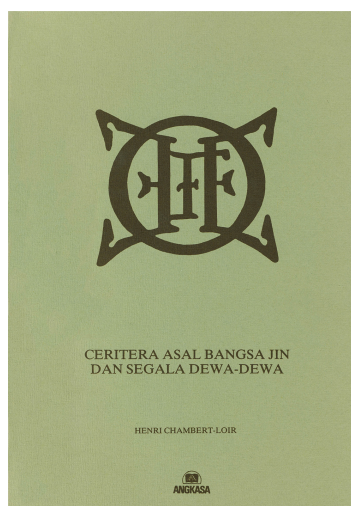 CERITERA ASAL BANGSA JIN
DAN SEGALA DEWA-DEWA
HENRI CHAMBERT-LOIR
ANGKASA